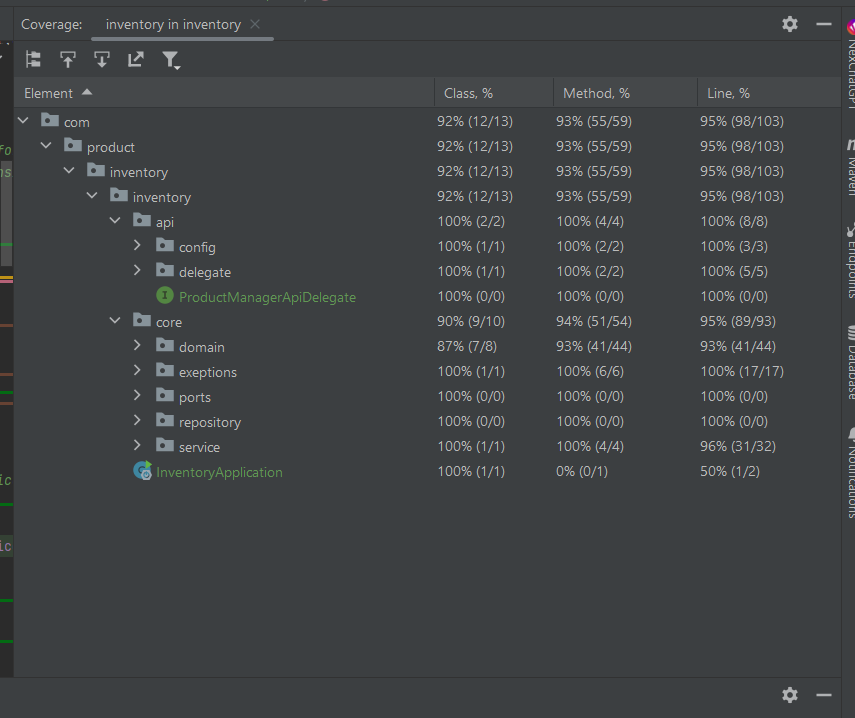 Coverage: inventory in inventory
Element Class, % Method, % Line, %
com 92% (12/13) 93% (55/59) 95% (98/103)
product 92% (12/13) 93% (55/59) 95% (98/103)
inventory 92% (12/13) 93% (55/59) 95% (98/103)
inventory 92% (12/13) 93% (55/59) 95% (98/103)
api 100% (2/2) 100% (4/4) 100% (8/8)
config 100% (1/1) 100% (2/2) 100% (3/3)
delegate 100% (1/1) 100% (2/2) 100% (5/5)
I ProductManagerApiDelegate 100% (0/0) 100% (0/0) 100% (0/0)
core 90% (9/10) 94% (51/54) 95% (89/93)
domain 87% (7/8) 93% (41/44) 93% (41/44)
exeptions 100% (1/1) 100% (6/6) 100% (17/17)
ports 100% (0/0) 100% (0/0) 100% (0/0)
repository 100% (0/0) 100% (0/0) 100% (0/0)
service 100% (1/1) 100% (4/4) 96% (31/32)
InventoryApplication 100% (1/1) 0% (0/1) 50% (1/2)
fo
ns
ic
ic
NexChatGPT
Maven
Endpoints
Database
Notifications